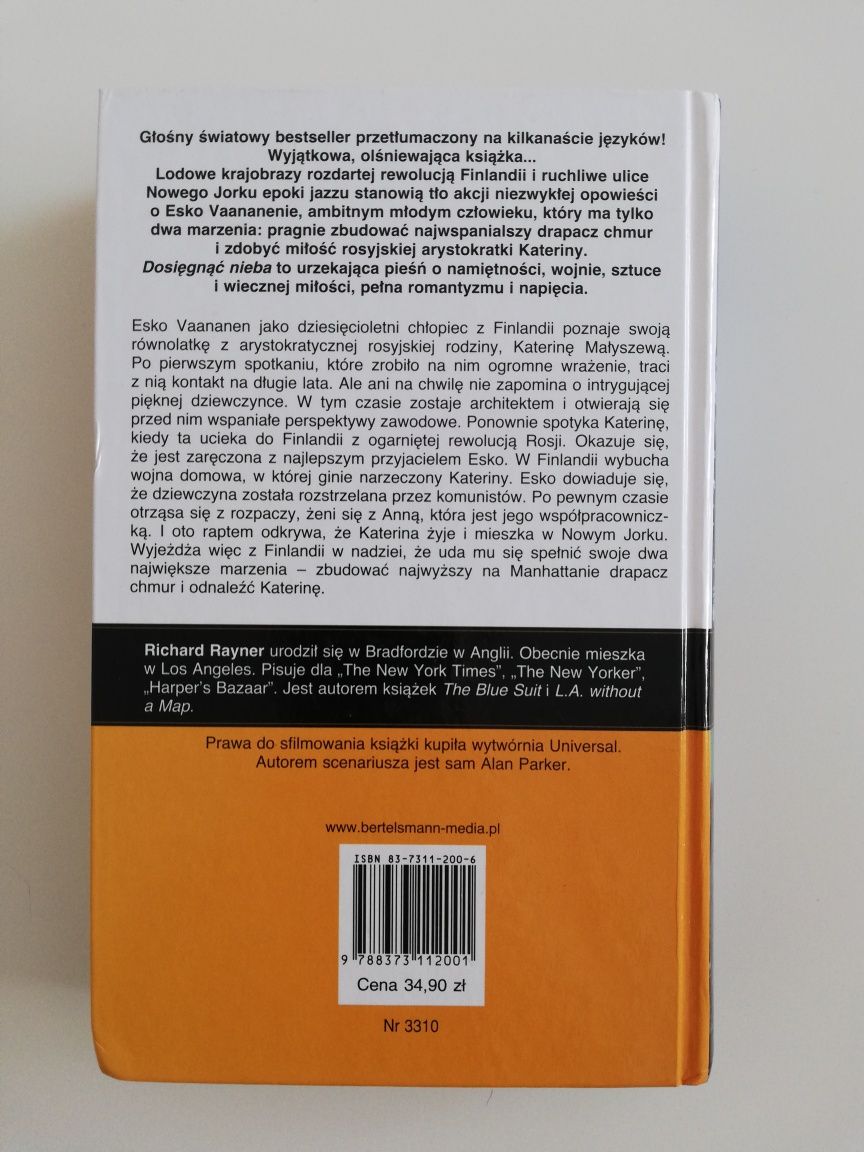 Głośny światowy bestseller przetłumaczony na kilkanaście języków!
Wyjątkowa, olśniewająca książka...
Lodowe krajobrazy rozdartej rewolucją Finlandii i ruchliwe ulice
Nowego Jorku epoki jazzu stanowią tło akcji niezwykłej opowieści
o Esko Vaananenie, ambitnym młodym człowieku, który ma tylko
dwa marzenia: pragnie zbudować najwspanialszy drapacz chmur
i zdobyć miłość rosyjskiej arystokratki Kateriny.
Dosięgnąć nieba to urzekająca pieśń o namiętności, wojnie, sztuce
i wiecznej miłości, pełna romantyzmu i napięcia.
Esko Vaananen jako dziesięcioletni chłopiec z Finlandii poznaje swoją
równolatkę z arystokratycznej rosyjskiej rodziny, Katerinę Małyszewą.
Po pierwszym spotkaniu, które zrobiło na nim ogromne wrażenie, traci
z nią kontakt na długie lata. Ale ani na chwilę nie zapomina o intrygującej
pięknej dziewczynce. W tym czasie zostaje architektem i otwierają się
przed nim wspaniałe perspektywy zawodowe. Ponownie spotyka Katerinę,
kiedy ta ucieka do Finlandii z ogarniętej rewolucją Rosji. Okazuje się,
że jest zaręczona z najlepszym przyjacielem Esko. W Finlandii wybucha
wojna domowa, w której ginie narzeczony Kateriny. Esko dowiaduje się,
że dziewczyna została rozstrzelana przez komunistów. Po pewnym czasie
otrząsa się z rozpaczy, żeni się z Anną, która jest jego współpracownicz-
ką. I oto raptem odkrywa, że Katerina żyje i mieszka w Nowym Jorku.
Wyjeżdża więc z Finlandii w nadziei, że uda mu się spełnić swoje dwa
największe marzenia – zbudować najwyższy na Manhattanie drapacz
chmur i odnaleźć Katerinę.
Richard Rayner urodził się w Bradfordzie w Anglii. Obecnie mieszka
w Los Angeles. Pisuje dla „The New York Times”, „The New Yorker”,
„Harper's Bazaar”. Jest autorem książek The Blue Suit i L.A. without
a Map.
Prawa do sfilmowania książki kupiła wytwórnia Universal.
Autorem scenariusza jest sam Alan Parker.
www.bertelsmann-media.pl
ISBN 83-7311-200-6
9 788373 112001
Cena 34,90 zł
Nr 3310